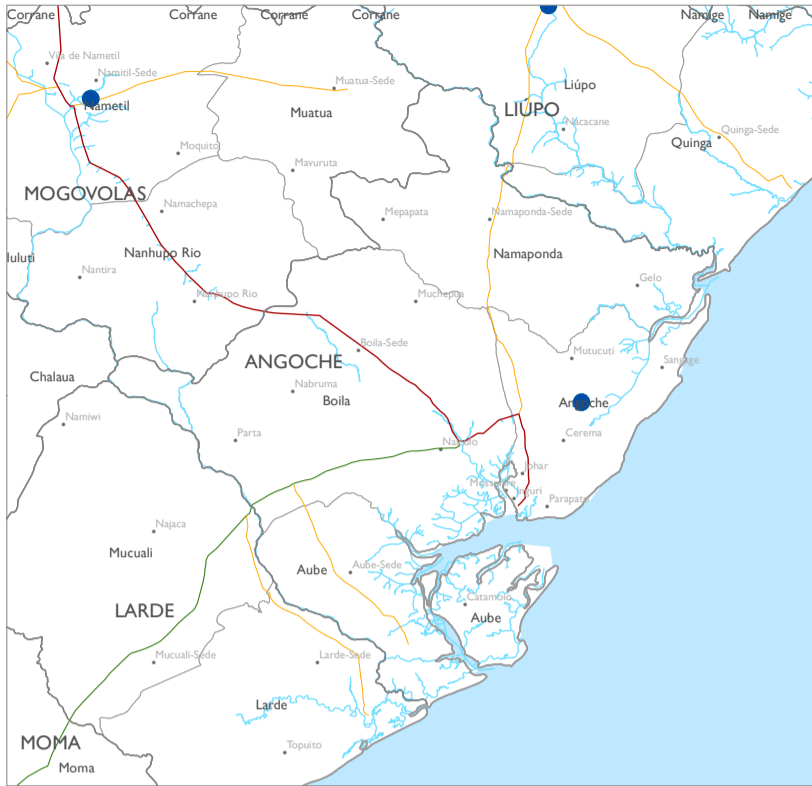 Corrane
Corrane
Corrane
Corrane
Namige
Namige
Vila de Nametil
Namitil-Sede
Muatua-Sede
Liúpo
Nametil
Muatua
LIÚPO
Nacacane
Quinga-Sede
Quinga
Moquito
Mavuruta
MOGOVOLAS
Namachepa
Mepapata
Namaponda-Sede
Nanhupo Rio
Namaponda
Iuluti
Nantira
Gelo
Nanhupo Rio
Muchepua
Boila-Sede
Mutucuti
ANGOCHE
Sangage
Chalaua
Nabruma
Boila
Angoche
Namiwi
Parta
Cerema
Johar
Inguri
Parapato
Najaca
Mucuali
Aube
Aube-Sede
Catamoio
LARDE
Aube
Mucuali-Sede
Larde-Sede
Larde
MOMA
Topuito
Moma